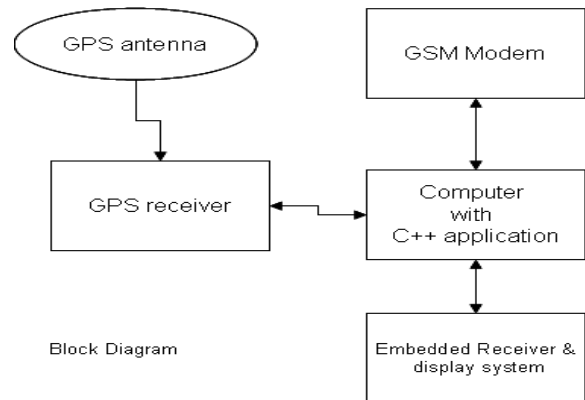 GPS antenna
GSM Modem
GPS receiver
Computer
with
C++ application
Block Diagram
Embedded Receiver &
display system